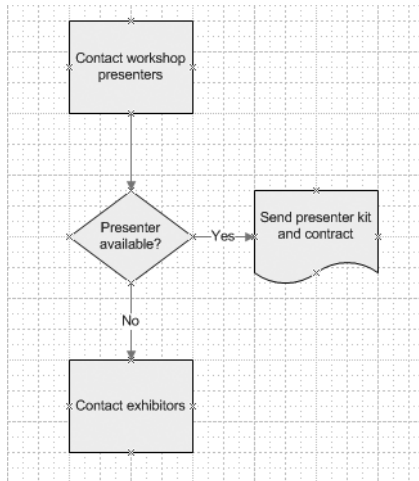 Contact workshop
presenters
Presenter
available?
Yes
Send presenter kit
and contract
No
Contact exhibitors